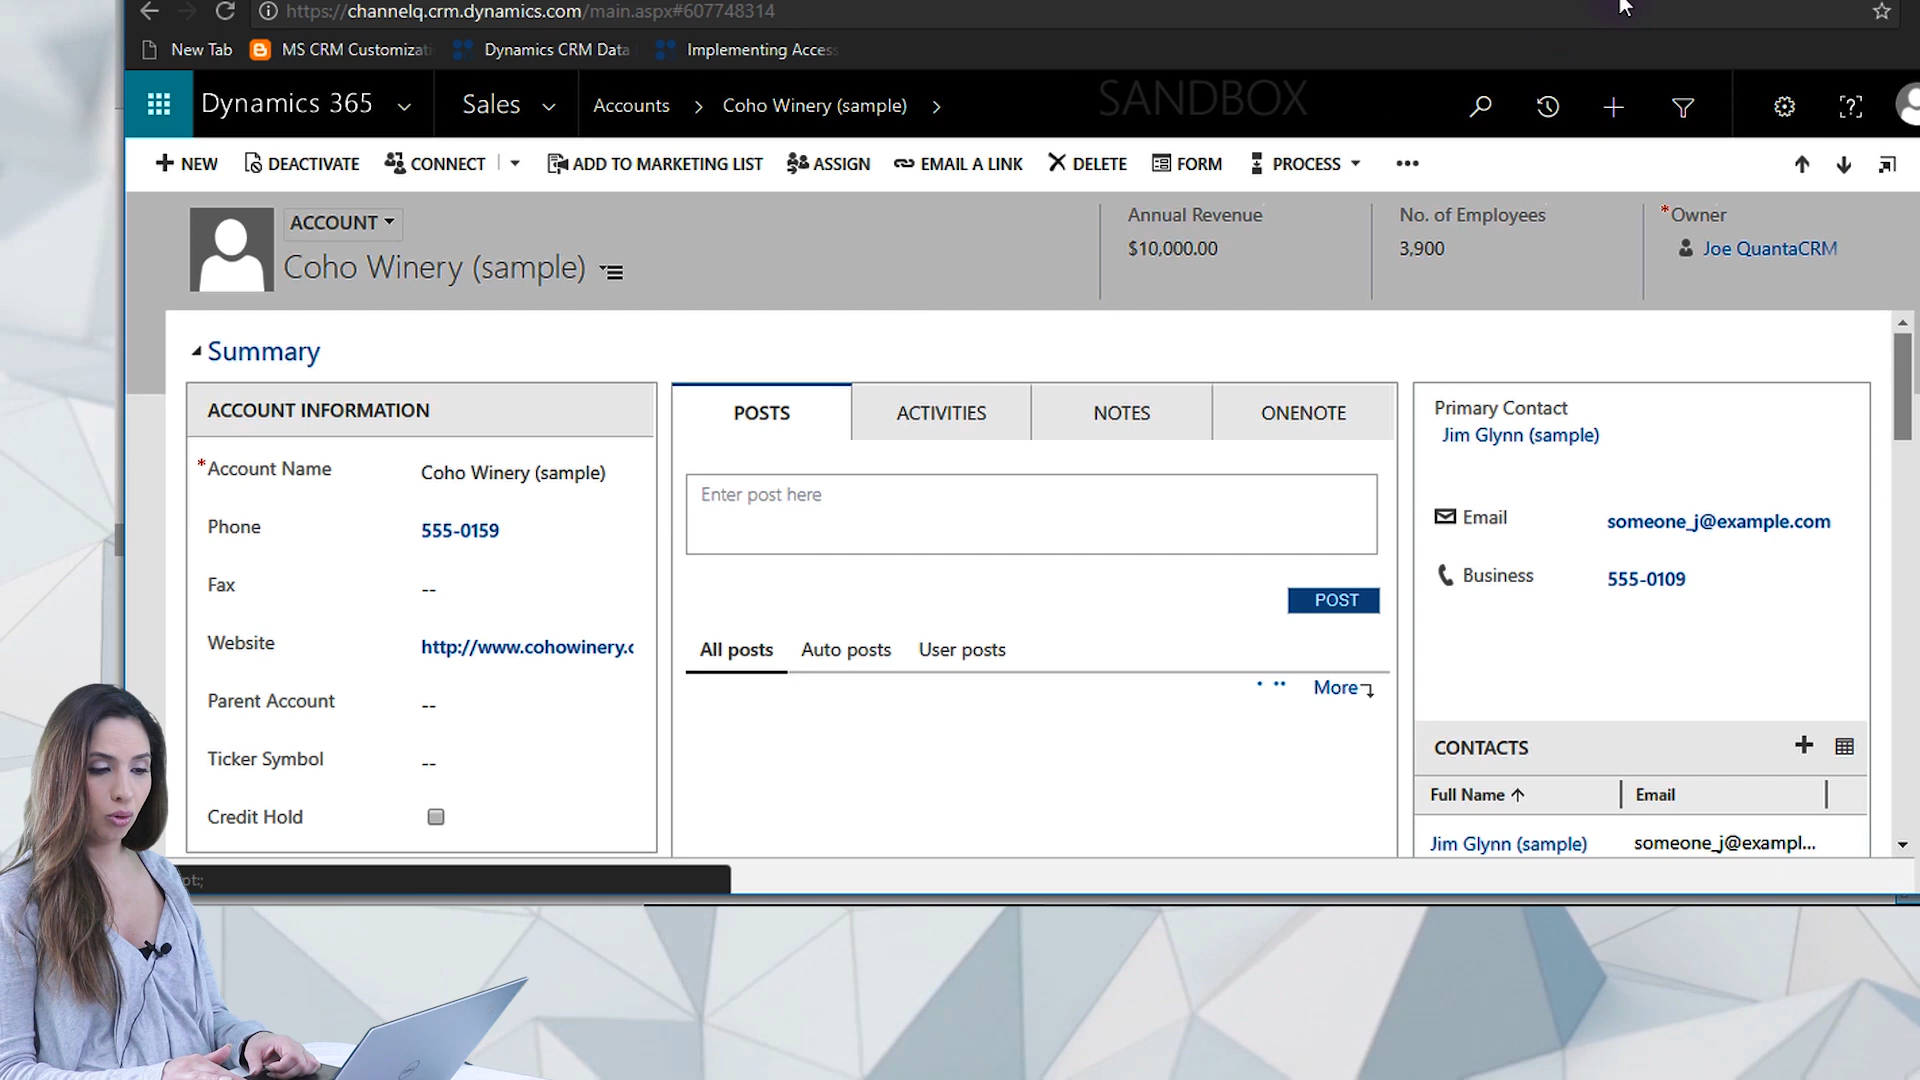 https://channelq.crm.dynamics.com/main.aspx#607748314
New Tab MS CRM Customizati Dynamics CRM Data Implementing Access
Dynamics 365 Sales Accounts > Coho Winery (sample) > SANDBOX
NEW DEACTIVATE CONNECT ADD TO MARKETING LIST ASSIGN EMAIL A LINK DELETE FORM PROCESS •••
ACCOUNT
Coho Winery (sample)
Annual Revenue
$10,000.00
No. of Employees
3,900
*Owner
Joe QuantaCRM
Summary
ACCOUNT INFORMATION
*Account Name Coho Winery (sample)
Phone 555-0159
Fax --
Website http://www.cohowinery.c
Parent Account --
Ticker Symbol --
Credit Hold
POSTS ACTIVITIES NOTES ONENOTE
Enter post here
POST
All posts Auto posts User posts
More
Primary Contact
Jim Glynn (sample)
Email someone_j@example.com
Business 555-0109
CONTACTS
Full Name ↑ Email
Jim Glynn (sample) someone_j@exampl...
pt:;